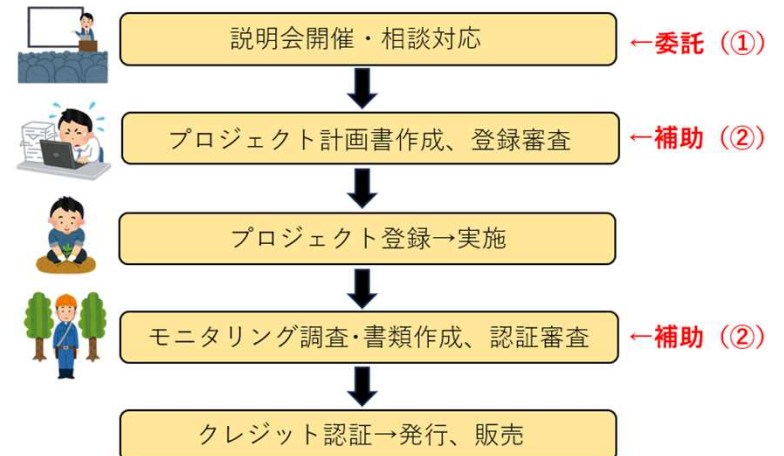 説明会開催・相談対応
←委託（①）
プロジェクト計画書作成、登録審査
←補助（②）
プロジェクト登録→実施
モニタリング調査･書類作成、認証審査
←補助（②）
クレジット認証→発行、販売